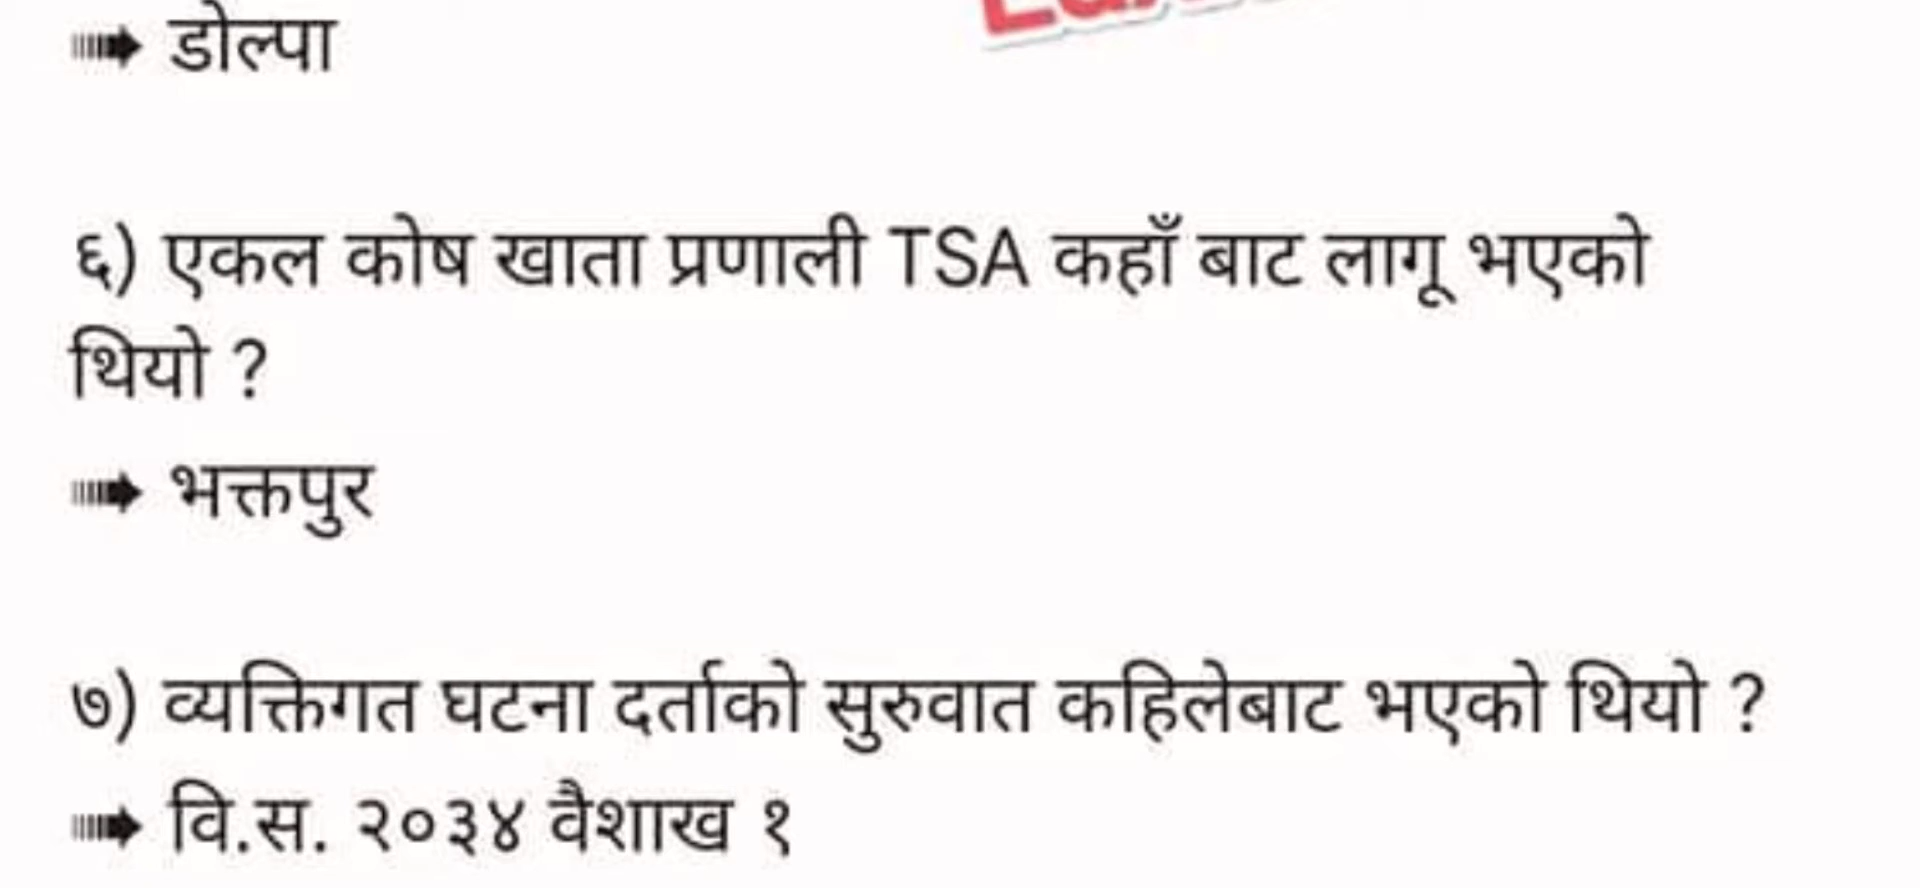 ➠ डोल्पा
६) एकल कोष खाता प्रणाली TSA कहाँ बाट लागू भएको
थियो ?
➠ भक्तपुर
७) व्यक्तिगत घटना दर्ताको सुरुवात कहिलेबाट भएको थियो ?
➠ वि.स. २०३४ वैशाख १